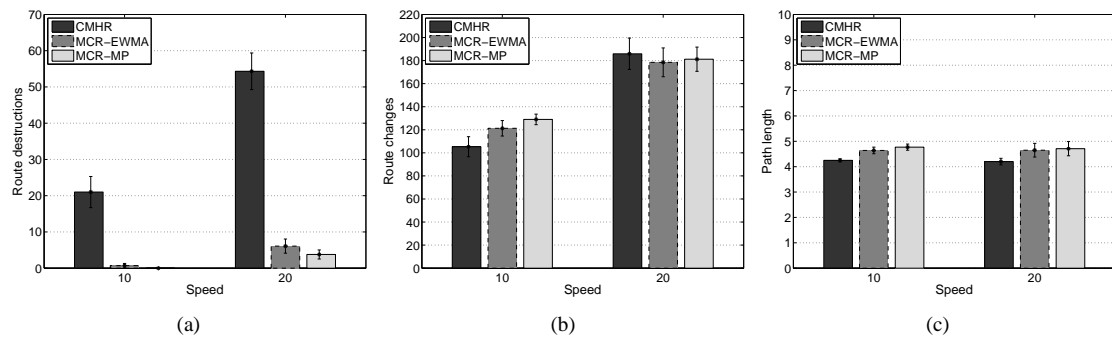 70
60
50
40
30
20
10
0
Route destructions
CMHR
MCR−EWMA
MCR−MP
10
20
Speed
(a)
220
200
180
160
140
120
100
80
60
40
20
0
Route changes
CMHR
MCR−EWMA
MCR−MP
10
20
Speed
(b)
10
9
8
7
6
5
4
3
2
1
0
Path length
CMHR
MCR−EWMA
MCR−MP
10
20
Speed
(c)